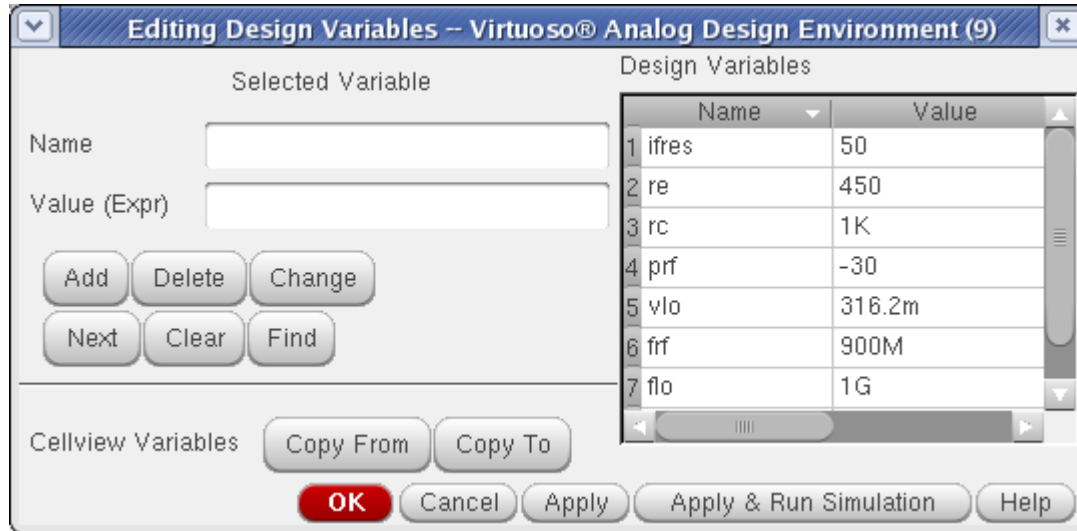 Editing Design Variables -- Virtuoso® Analog Design Environment (9)
Selected Variable
Name
Value (Expr)
Add Delete Change
Next Clear Find
Cellview Variables Copy From Copy To
Design Variables
Name Value
1 ifres 50
2 re 450
3 rc 1K
4 prf -30
5 vlo 316.2m
6 frf 900M
7 flo 1G
OK Cancel Apply Apply & Run Simulation Help